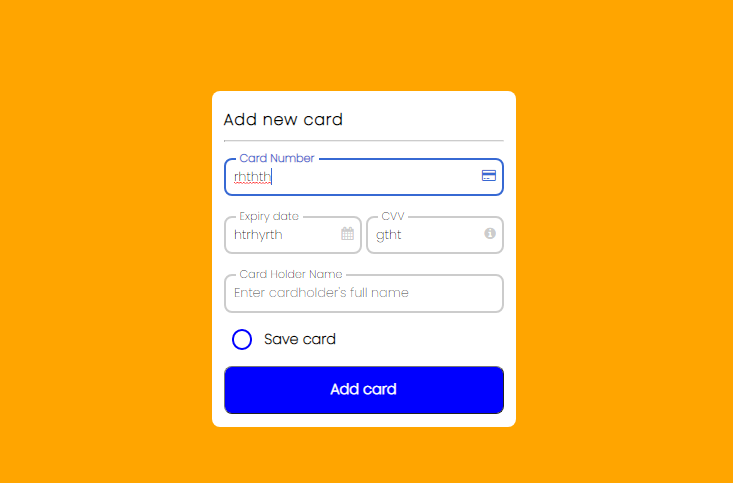 Add new card
Card Number
rhthth
Expiry date
CVV
htrhyrth
gtht
Card Holder Name
Enter cardholder's full name
Save card
Add card